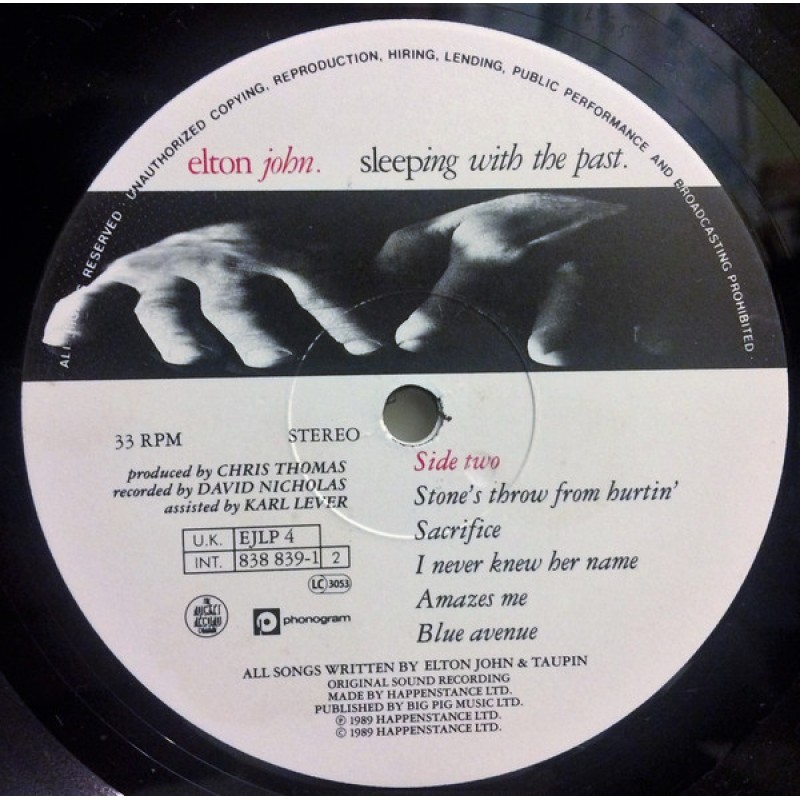 ALL RIGHTS RESERVED UNAUTHORIZED COPYING, REPRODUCTION, HIRING, LENDING, PUBLIC PERFORMANCE AND BROADCASTING PROHIBITED
elton john. sleeping with the past.
33 RPM STEREO
produced by CHRIS THOMAS
recorded by DAVID NICHOLAS
assisted by KARL LEVER
U.K. EJLP 4
INT. 838 839-1 2
LC 3053
phonogram
Side two
Stone's throw from hurtin'
Sacrifice
I never knew her name
Amazes me
Blue avenue
ALL SONGS WRITTEN BY ELTON JOHN & TAUPIN
ORIGINAL SOUND RECORDING
MADE BY HAPPENSTANCE LTD.
PUBLISHED BY BIG PIG MUSIC LTD.
℗ 1989 HAPPENSTANCE LTD.
© 1989 HAPPENSTANCE LTD.